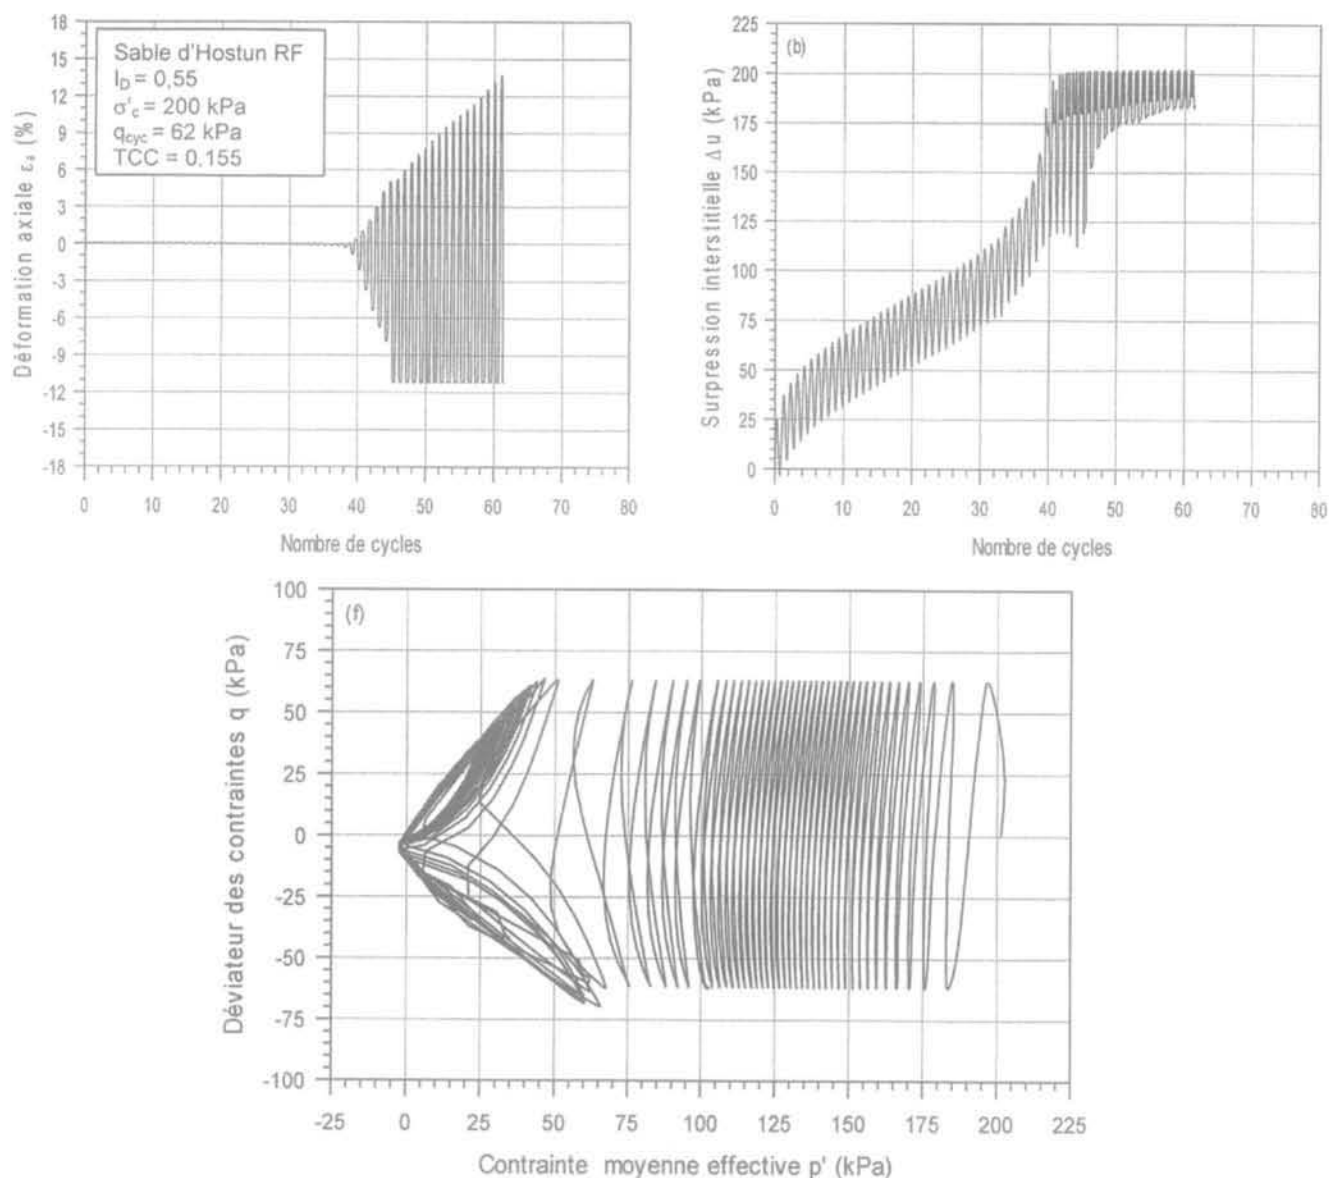 Sable d'Hostun RF
I_D = 0,55
σ'_c = 200 kPa
q_cyc = 62 kPa
TCC = 0.155
Déformation axiale ε_a (%)
18
15
12
9
6
3
0
-3
-6
-9
-12
-15
-18
0 10 20 30 40 50 60 70 80
Nombre de cycles
(b)
Surpression interstitielle Δu (kPa)
225
200
175
150
125
100
75
50
25
0
0 10 20 30 40 50 60 70 80
Nombre de cycles
(f)
Déviateur des contraintes q (kPa)
100
75
50
25
0
-25
-50
-75
-100
-25 0 25 50 75 100 125 150 175 200 225
Contrainte moyenne effective p' (kPa)